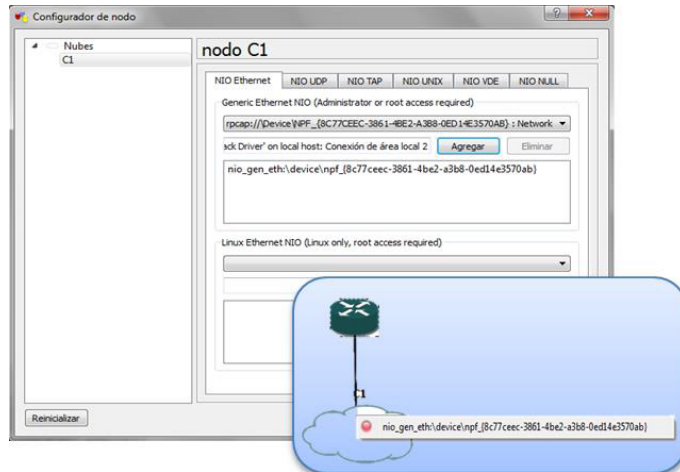 Configurador de nodo
Nubes
C1
nodo C1
NIO Ethernet NIO UDP NIO TAP NIO UNIX NIO VDE NIO NULL
Generic Ethernet NIO (Administrator or root access required)
rpcap://\Device\NPF_{8C77CEEC-3861-4BE2-A3B8-0ED14E3570AB} : Network
ack Driver' on local host: Conexión de área local 2 Agregar Eliminar
nio_gen_eth:\device\npf_{8c77ceec-3861-4be2-a3b8-0ed14e3570ab}
Linux Ethernet NIO (Linux only, root access required)
C1
nio_gen_eth:\device\npf_{8c77ceec-3861-4be2-a3b8-0ed14e3570ab}
Reinicializar